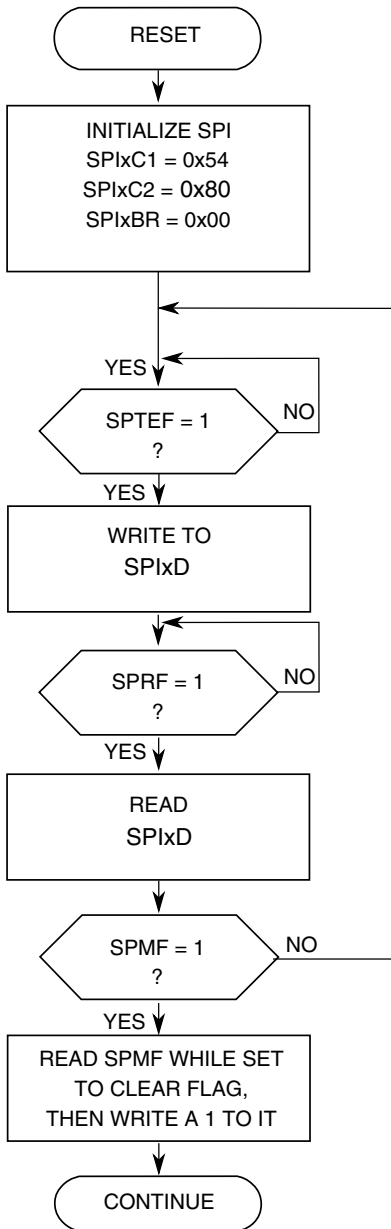 RESET
INITIALIZE SPI
SPIxC1 = 0x54
SPIxC2 = 0x80
SPIxBR = 0x00
YES
SPTEF = 1
?
NO
YES
WRITE TO
SPIxD
SPRF = 1
?
NO
YES
READ
SPIxD
SPMF = 1
?
NO
YES
READ SPMF WHILE SET
TO CLEAR FLAG,
THEN WRITE A 1 TO IT
CONTINUE